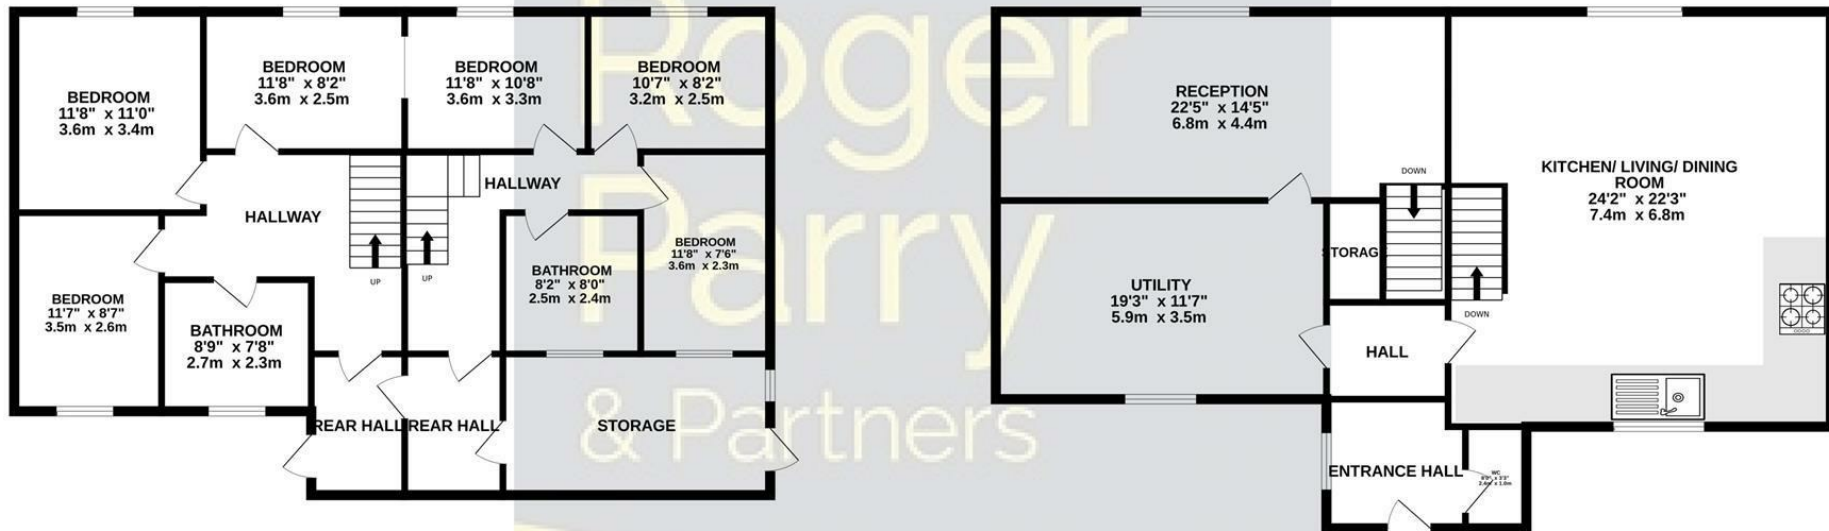 BEDROOM
11'8" x 11'0"
3.6m x 3.4m
BEDROOM
11'8" x 8'2"
3.6m x 2.5m
BEDROOM
11'8" x 10'8"
3.6m x 3.3m
BEDROOM
10'7" x 8'2"
3.2m x 2.5m
HALLWAY
UP
HALLWAY
UP
BEDROOM
11'8" x 7'6"
3.6m x 2.3m
BATHROOM
8'2" x 8'0"
2.5m x 2.4m
BEDROOM
11'7" x 8'7"
3.5m x 2.6m
BATHROOM
8'9" x 7'8"
2.7m x 2.3m
REAR HALL
REAR HALL
STORAGE
RECEPTION
22'5" x 14'5"
6.8m x 4.4m
KITCHEN/ LIVING/ DINING
ROOM
24'2" x 22'3"
7.4m x 6.8m
DOWN
STORAGE
DOWN
UTILITY
19'3" x 11'7"
5.9m x 3.5m
HALL
ENTRANCE HALL
WC
Roger
Parry
& Partners